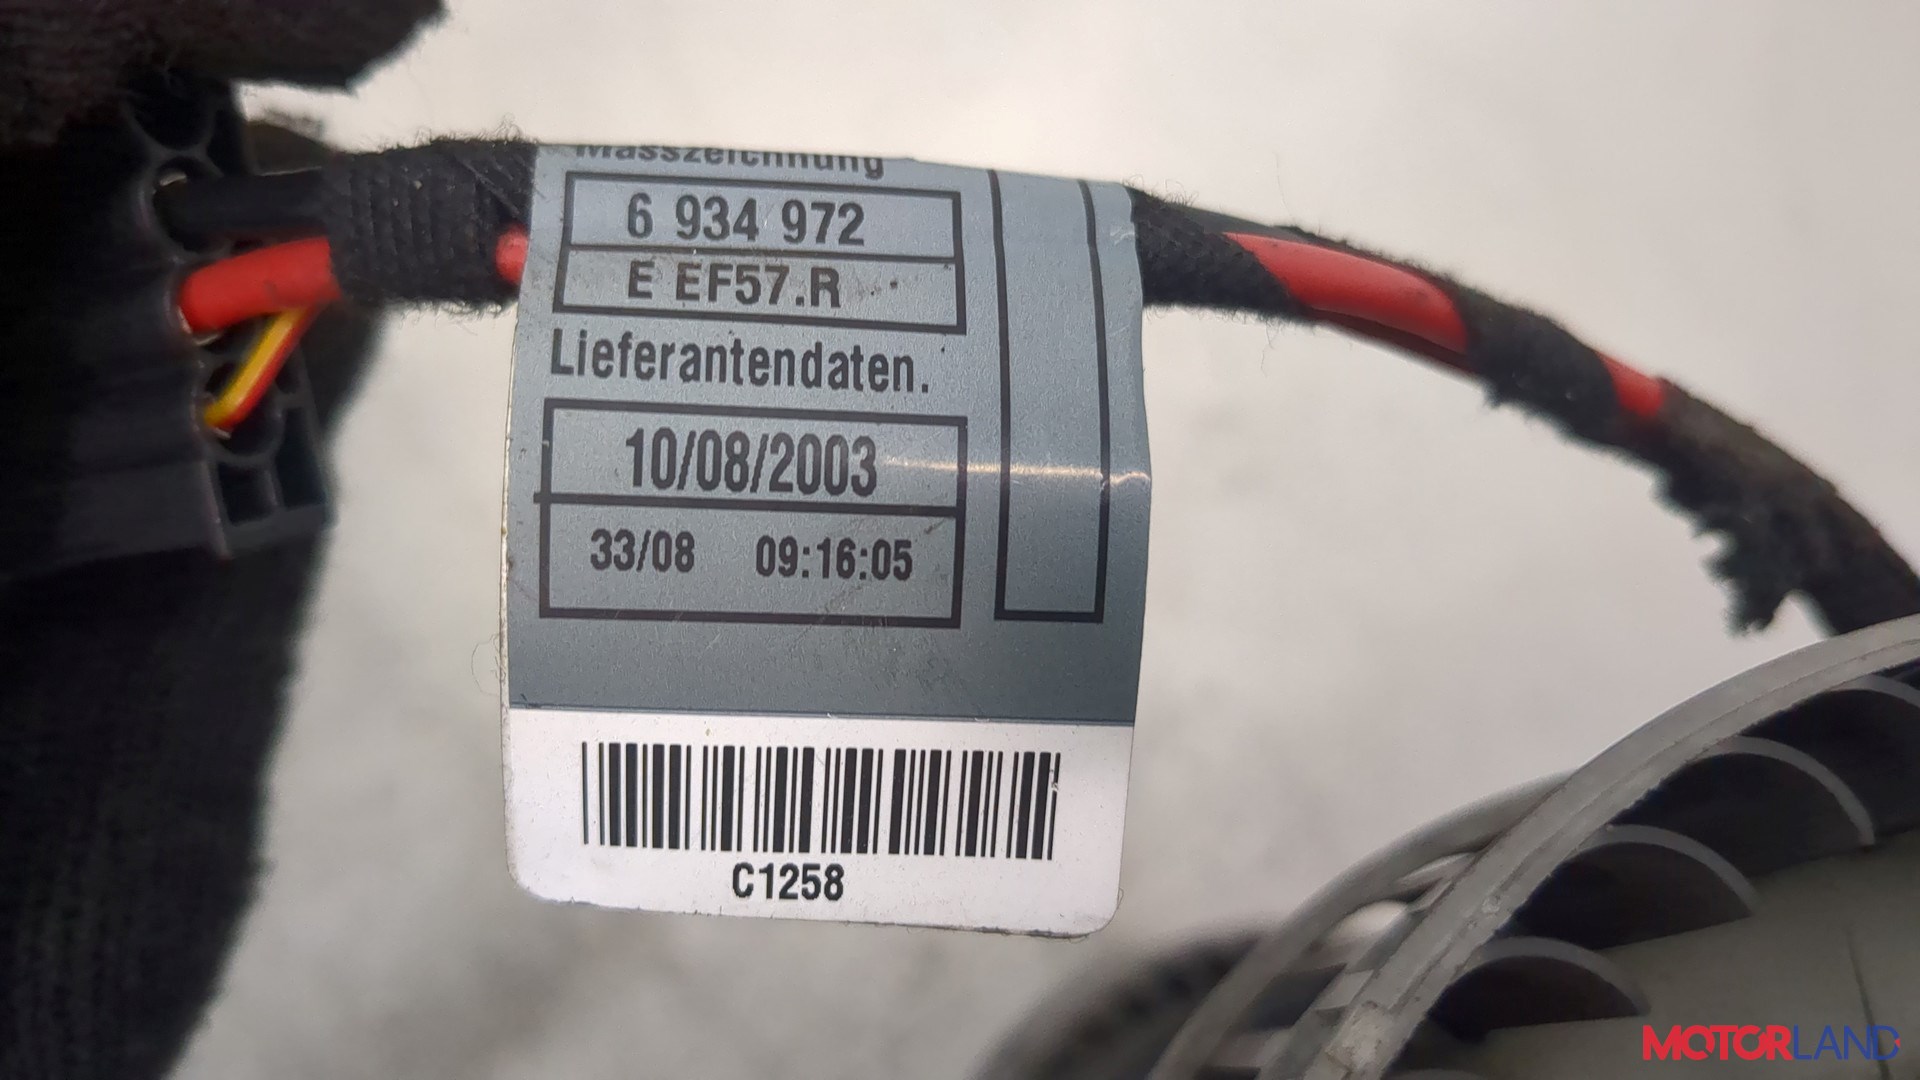 Masszeichnung
6 934 972
E EF57.R
Lieferantendaten.
10/08/2003
33/08 09:16:05
C1258
MOTORLAND